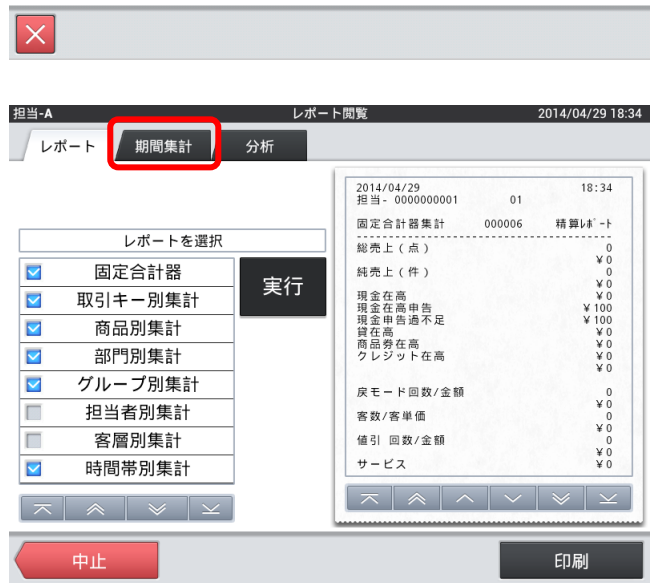 担当-A レポート閲覧 2014/04/29 18:34
レポート 期間集計 分析
レポートを選択
固定合計器
取引キー別集計
商品別集計
部門別集計
グループ別集計
担当者別集計
客層別集計
時間帯別集計
実行
2014/04/29 18:34
担当- 0000000001 01
固定合計器集計 000006 精算ﾚﾎﾟｰﾄ
総売上(点) 0
¥0
純売上(件) 0
¥0
現金在高 ¥0
現金在高申告 ¥100
現金申告過不足 ¥100
貸在高 ¥0
商品券在高 ¥0
クレジット在高 ¥0
¥0
戻モード回数/金額 0
¥0
客数/客単価 0
¥0
値引 回数/金額 0
¥0
サービス ¥0
中止 印刷